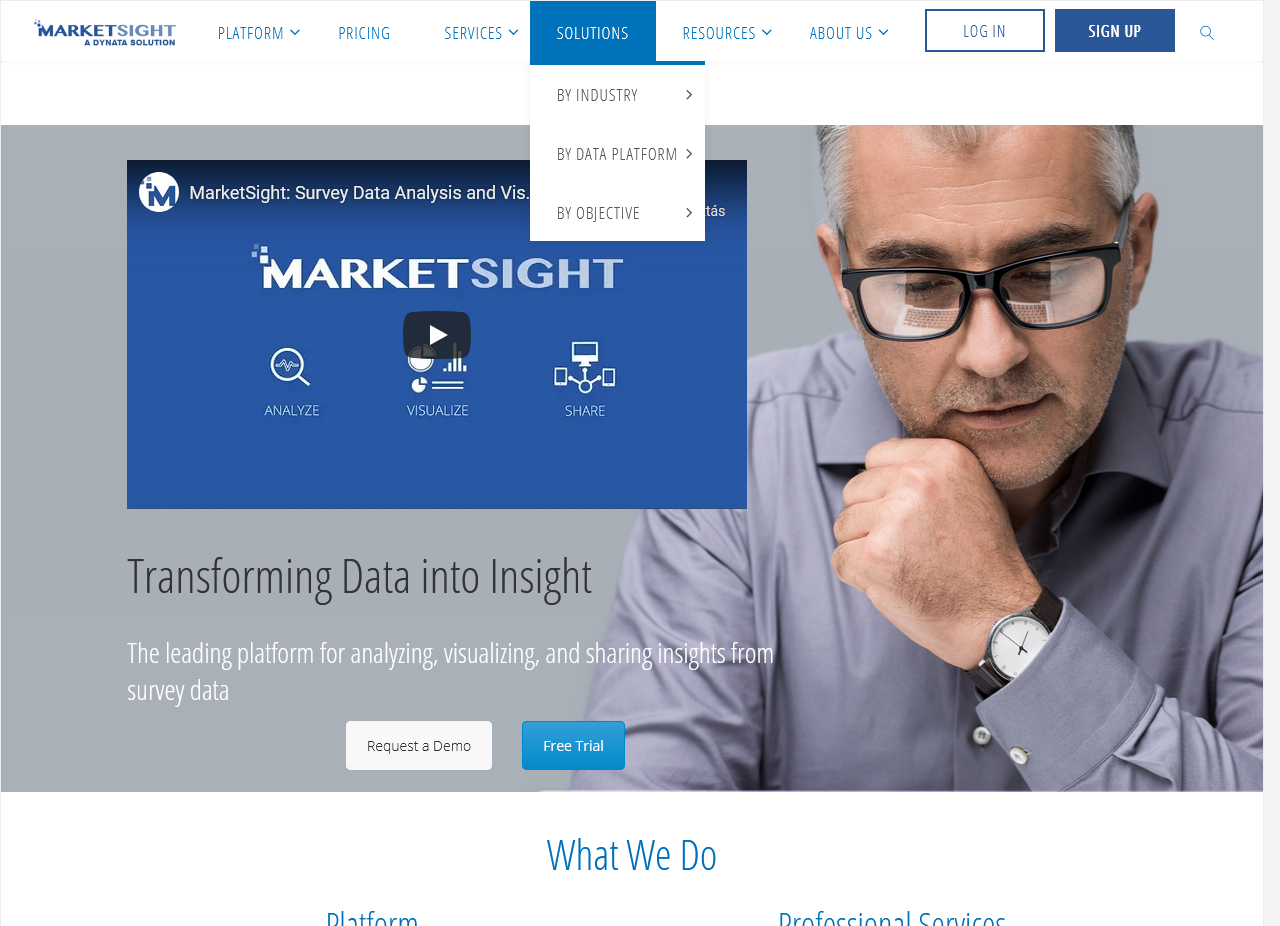 MARKETSIGHT
A DYNATA SOLUTION
PLATFORM
PRICING
SERVICES
SOLUTIONS
RESOURCES
ABOUT US
LOG IN
SIGN UP
BY INDUSTRY
BY DATA PLATFORM
BY OBJECTIVE
MarketSight: Survey Data Analysis and Vis...
MARKETSIGHT
ANALYZE
VISUALIZE
SHARE
Transforming Data into Insight
The leading platform for analyzing, visualizing, and sharing insights from
survey data
Request a Demo
Free Trial
What We Do
Platform
Professional Services